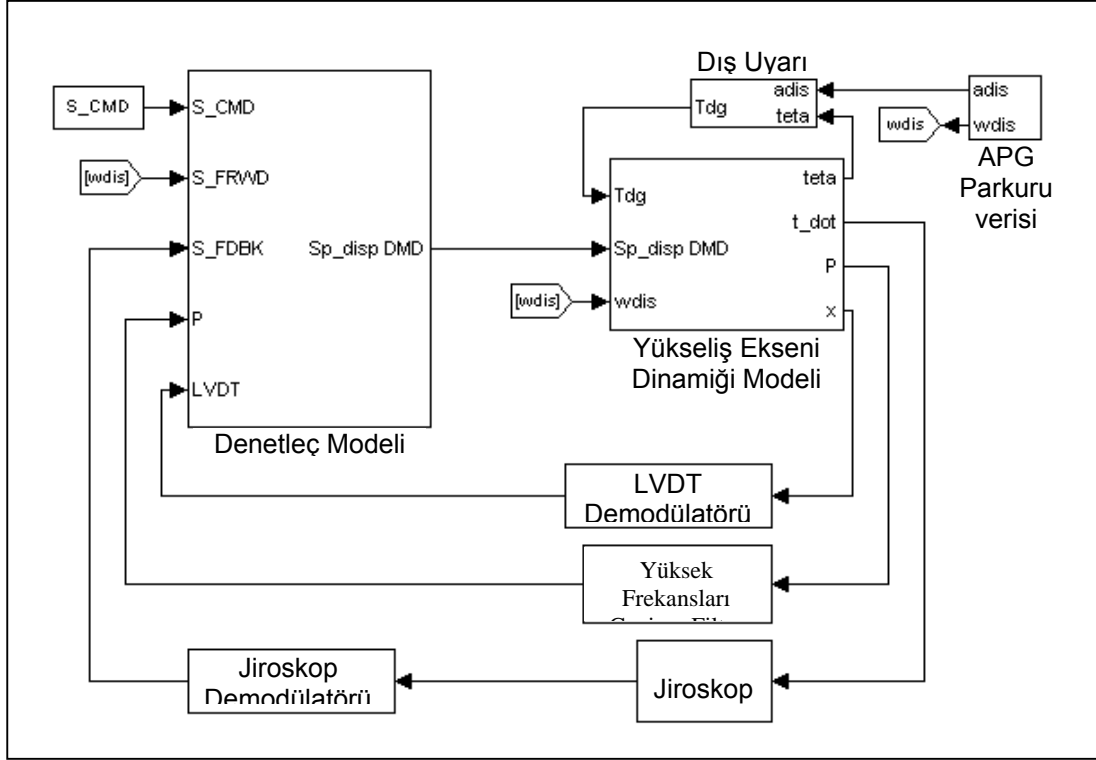 S_CMD
S_CMD
[wdis]
S_FRWD
S_FDBK
Sp_disp DMD
P
LVDT
Denetleç Modeli
Dış Uyarı
Tdg
adis
teta
wdis
adis
wdis
APG
Parkuru
verisi
Tdg
Sp_disp DMD
[wdis]
wdis
teta
t_dot
P
x
Yükseliş Ekseni
Dinamiği Modeli
LVDT
Demodülatörü
Yüksek
Frekansları
Jiroskop
Demodülatörü
Jiroskop